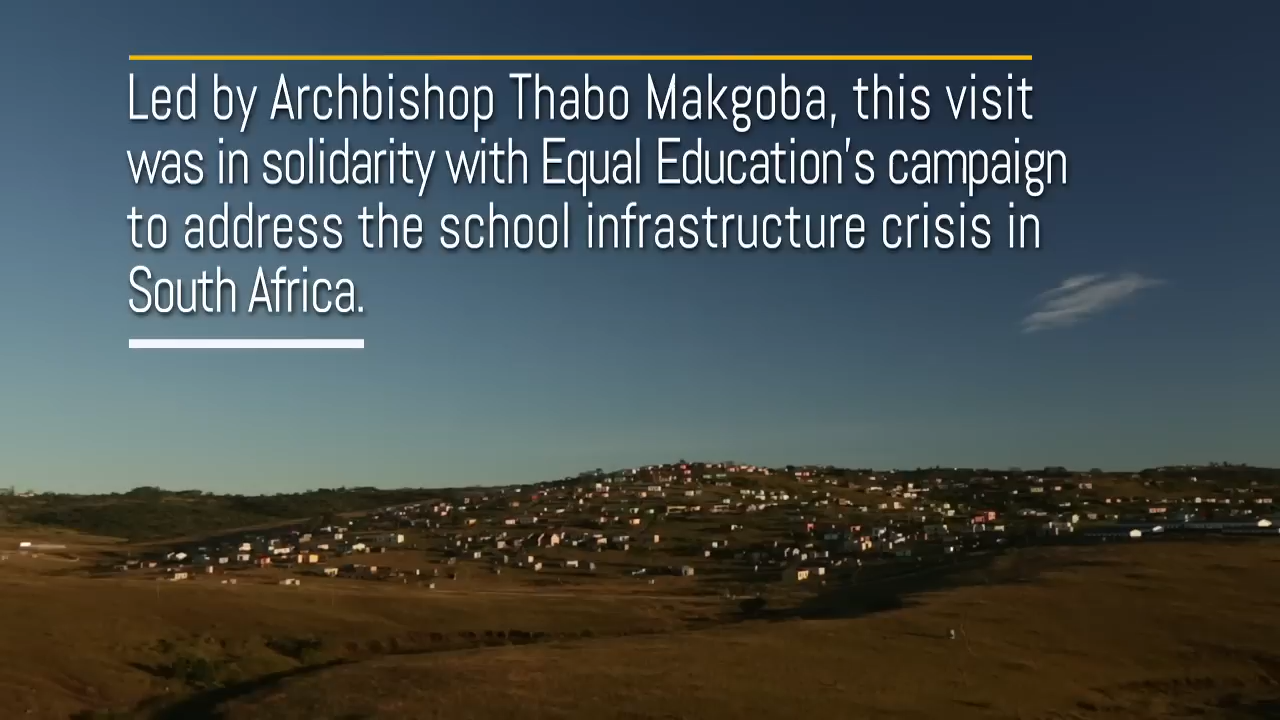 Led by Archbishop Thabo Makgoba, this visit
was in solidarity with Equal Education's campaign
to address the school infrastructure crisis in
South Africa.